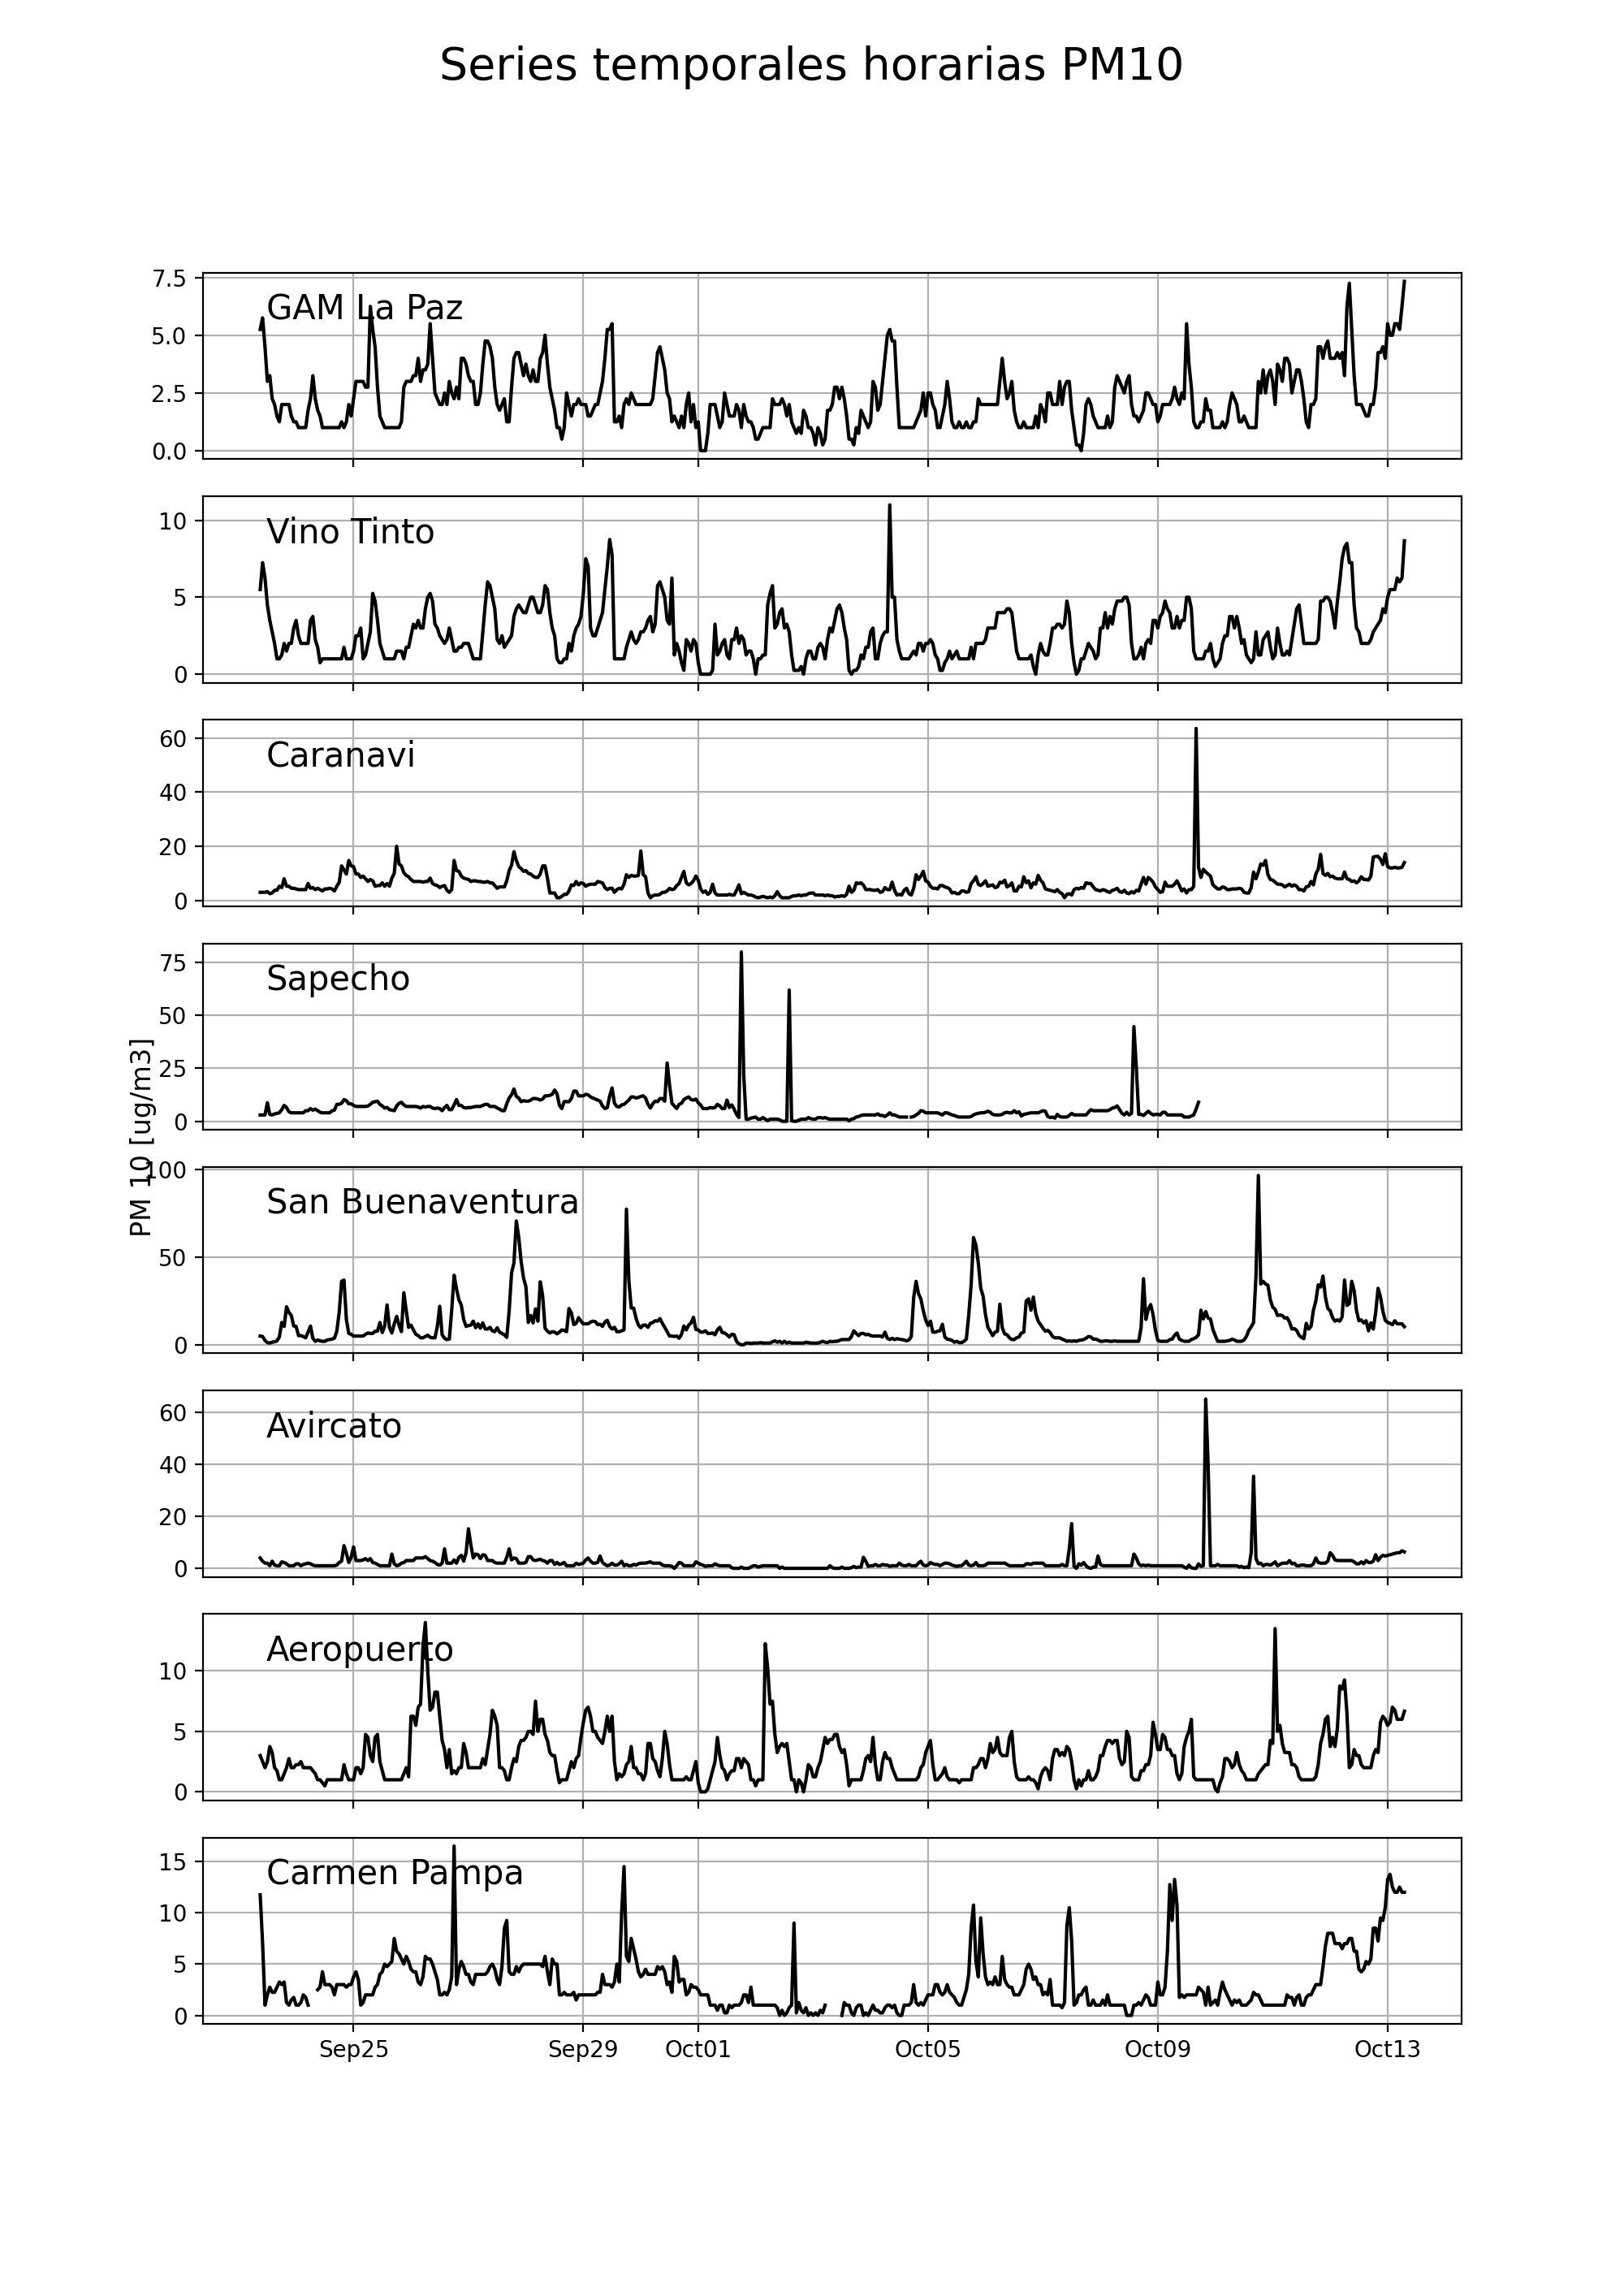 Series temporales horarias PM10
PM 10 [ug/m3]
GAM La Paz
7.5
5.0
2.5
0.0
Vino Tinto
10
5
0
Caranavi
60
40
20
0
Sapecho
75
50
25
0
San Buenaventura
100
50
0
Avircato
60
40
20
0
Aeropuerto
10
5
0
Carmen Pampa
15
10
5
0
Sep25 Sep29 Oct01 Oct05 Oct09 Oct13